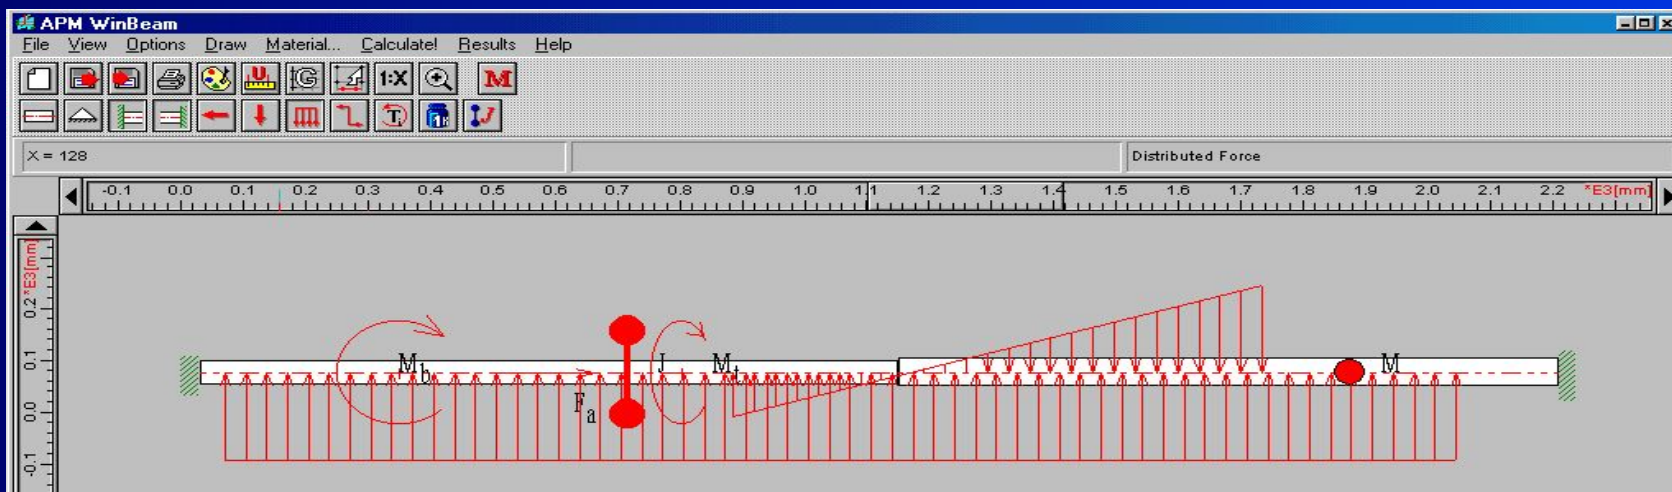 APM WinBeam
File View Options Draw Material... Calculate! Results Help
U G 1:X M
T J
X = 128 Distributed Force
-0.1 0.0 0.1 0.2 0.3 0.4 0.5 0.6 0.7 0.8 0.9 1.0 1.1 1.2 1.3 1.4 1.5 1.6 1.7 1.8 1.9 2.0 2.1 2.2 *E3[mm]
*E3[mm]
0.2
0.1
0.0
-0.1
Mb J Mt M
Fa